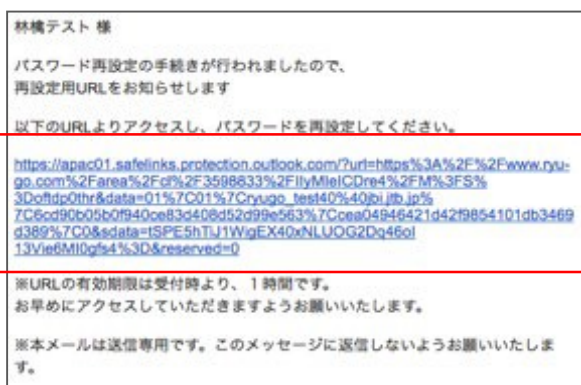 林檎テスト 様
パスワード再設定の手続きが行われましたので、
再設定用URLをお知らせします
以下のURLよりアクセスし、パスワードを再設定してください。
https://apac01.safelinks.protection.outlook.com/?url=https%3A%2F%2Fwww.ryu-
go.com%2Farea%2Fcf%2F3598833%2FIlyMleICDre4%2FM%3FS%
3Doftdp0thr&data=01%7C01%7Cryugo_test40%40jbi.jtb.jp%
7C6cd90b05b0f940ce83d408d52d99e563%7Ccea04946421d42f9854101db3469
d389%7C0&sdata=tSPE5hTiJ1WigEX40xNLUOG2Dq46oI
13Vie6MI0gfs4%3D&reserved=0
※URLの有効期限は受付時より、１時間です。
お早めにアクセスしていただきますようお願いいたします。
※本メールは送信専用です。このメッセージに返信しないようお願いいたしま
す。